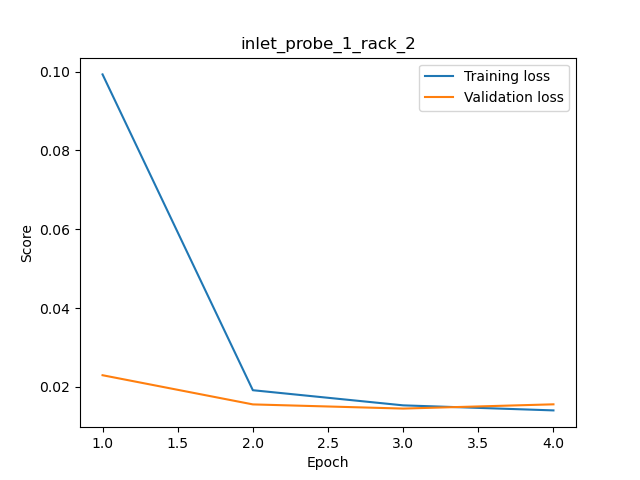 inlet_probe_1_rack_2
Training loss
Validation loss
0.10
0.08
0.06
0.04
0.02
Score
1.0 1.5 2.0 2.5 3.0 3.5 4.0
Epoch